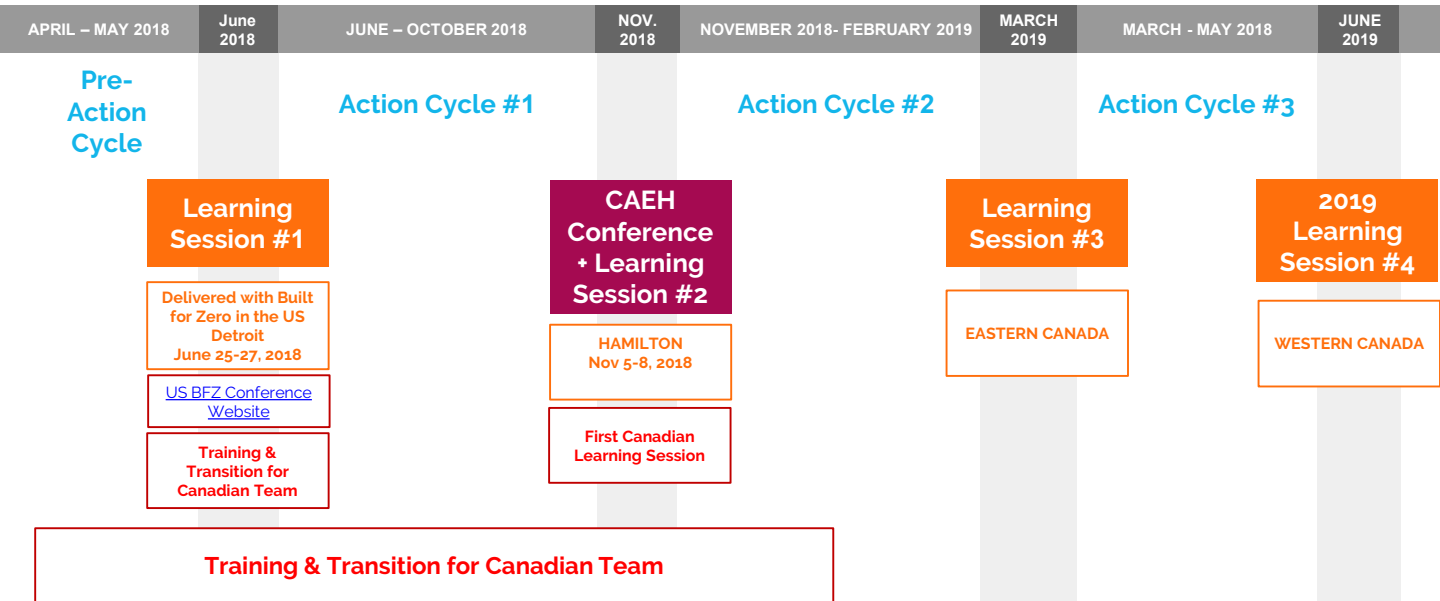 APRIL – MAY 2018
June
2018
JUNE – OCTOBER 2018
NOV.
2018
NOVEMBER 2018- FEBRUARY 2019
MARCH
2019
MARCH - MAY 2018
JUNE
2019
Pre-
Action
Cycle
Action Cycle #1
Action Cycle #2
Action Cycle #3
Learning
Session #1
CAEH
Conference
+ Learning
Session #2
Learning
Session #3
2019
Learning
Session #4
Delivered with Built
for Zero in the US
Detroit
June 25-27, 2018
HAMILTON
Nov 5-8, 2018
EASTERN CANADA
WESTERN CANADA
US BFZ Conference
Website
First Canadian
Learning Session
Training &
Transition for
Canadian Team
Training & Transition for Canadian Team